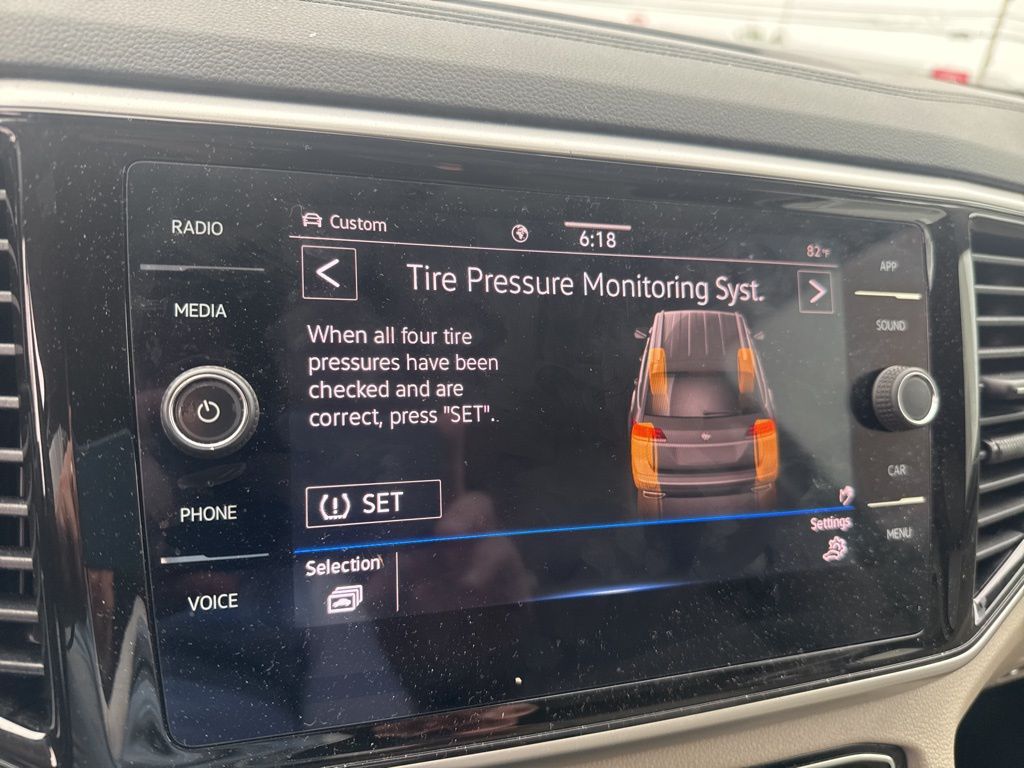 RADIO
MEDIA
PHONE
VOICE
Custom
6:18
82°F
Tire Pressure Monitoring Syst.
When all four tire
pressures have been
checked and are
correct, press "SET".
SET
Selection
Settings
APP
SOUND
CAR
MENU